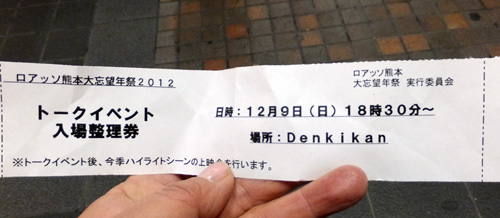 ロアッソ熊本大忘望年祭２０１２
ロアッソ熊本
大忘望年祭 実行委員会
トークイベント
入場整理券
日時：１２月９日（日）１８時３０分～
場所：Ｄｅｎｋｉｋａｎ
※トークイベント後、今季ハイライトシーンの上映会を行います。